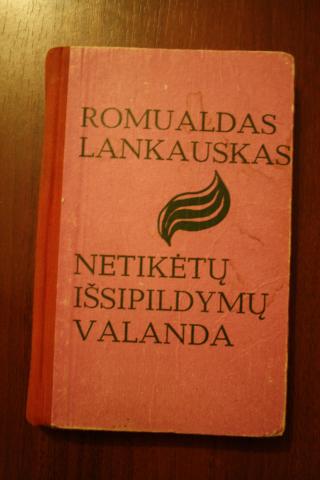 ROMUALDAS
LANKAUSKAS
NETIKĖTŲ
IŠSIPILDYMŲ
VALANDA